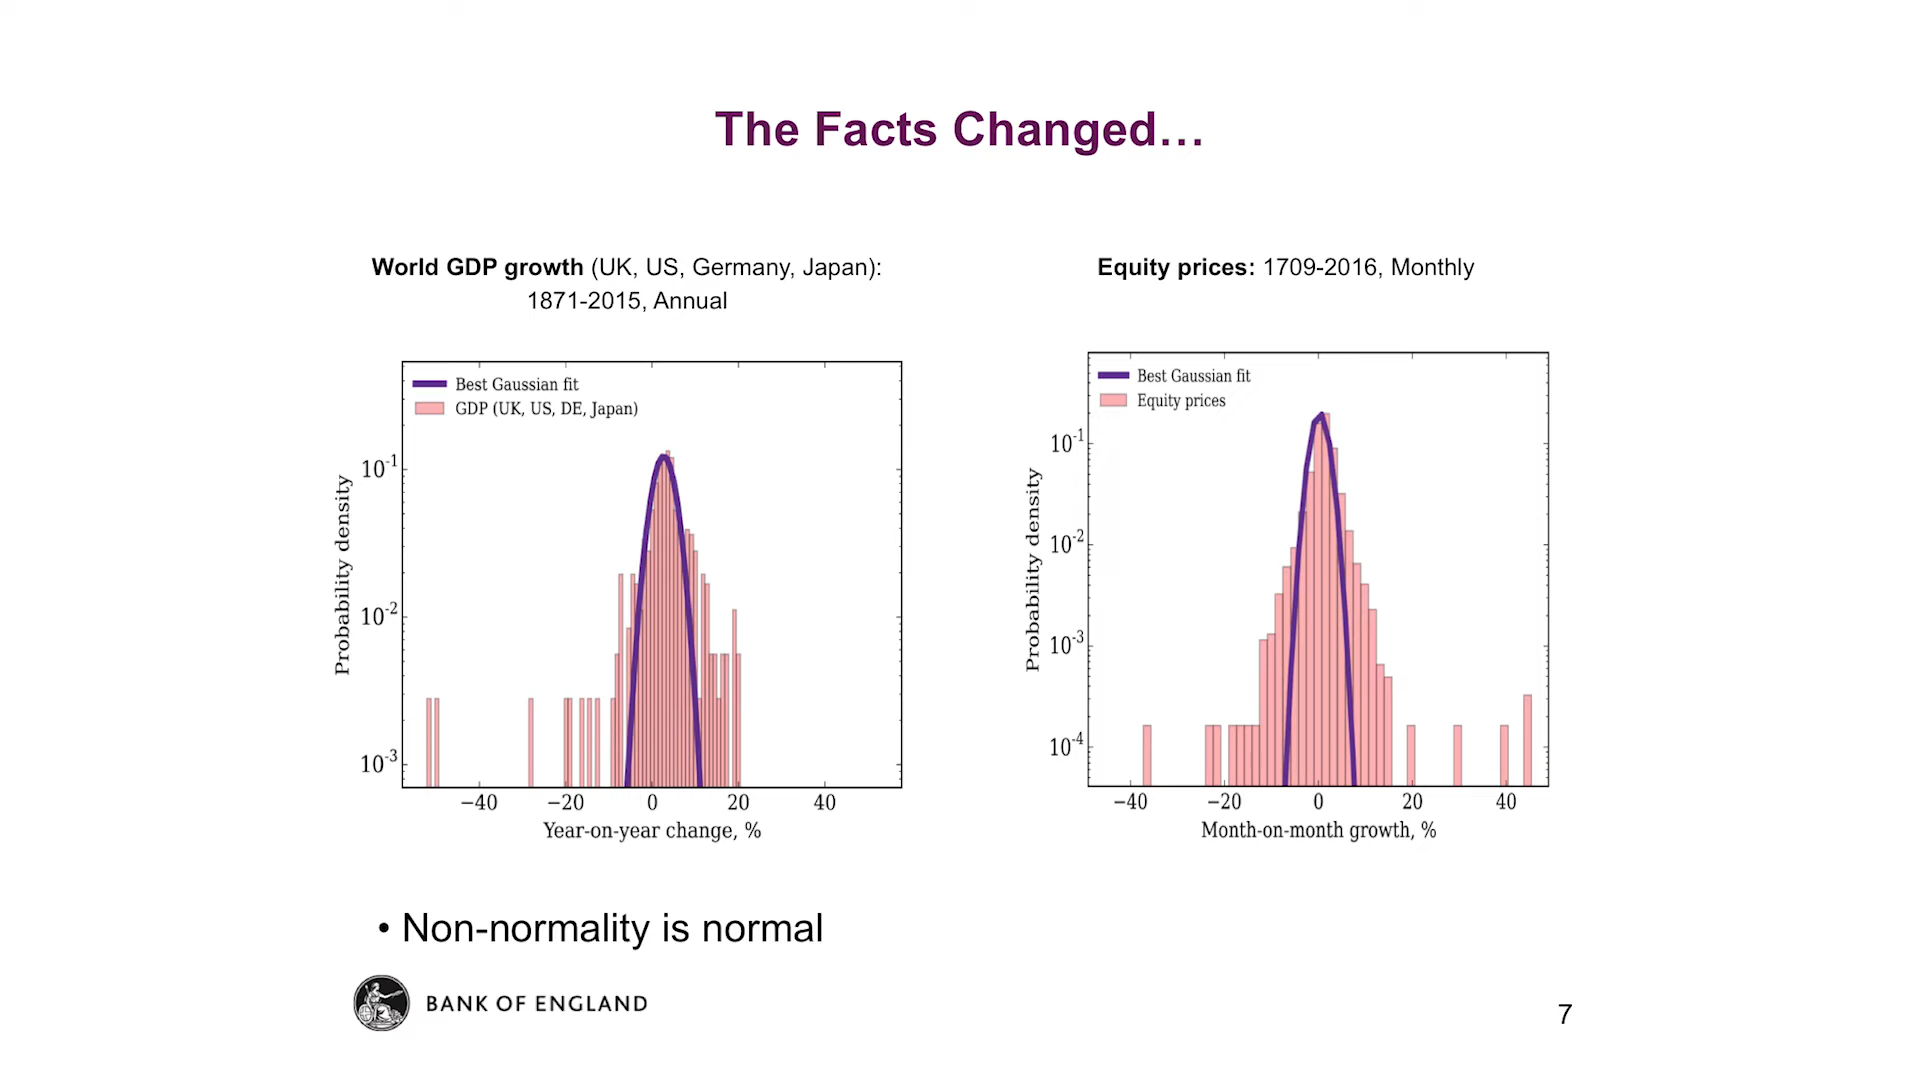 The Facts Changed…
World GDP growth (UK, US, Germany, Japan):
1871-2015, Annual
Best Gaussian fit
GDP (UK, US, DE, Japan)
Probability density
10-1
10-2
10-3
−40 −20 0 20 40
Year-on-year change, %
Equity prices: 1709-2016, Monthly
Best Gaussian fit
Equity prices
Probability density
10-1
10-2
10-3
10-4
−40 −20 0 20 40
Month-on-month growth, %
• Non-normality is normal
BANK OF ENGLAND
7